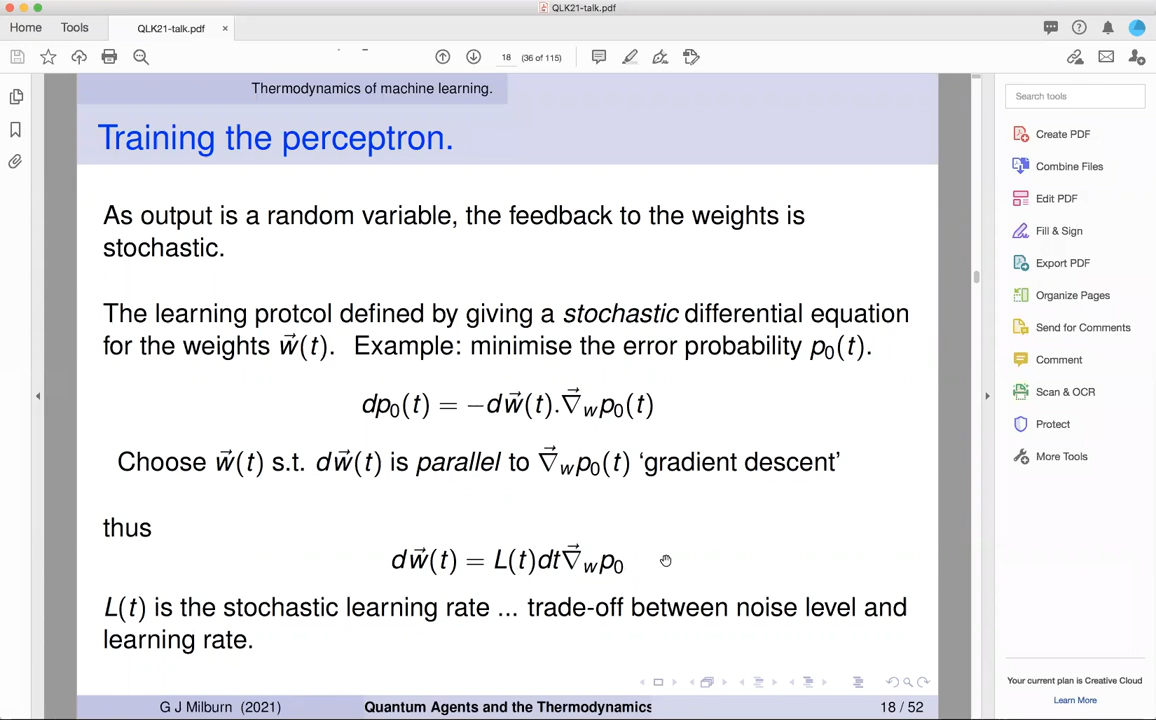 QLK21-talk.pdf
Home Tools QLK21-talk.pdf ×
18 (36 of 115)
Thermodynamics of machine learning.
Training the perceptron.
As output is a random variable, the feedback to the weights is
stochastic.
The learning protcol defined by giving a stochastic differential equation
for the weights w⃗(t). Example: minimise the error probability p₀(t).
dp₀(t) = −dw⃗(t).∇⃗_w p₀(t)
Choose w⃗(t) s.t. dw⃗(t) is parallel to ∇⃗_w p₀(t) ‘gradient descent’
thus
dw⃗(t) = L(t)dt∇⃗_w p₀
L(t) is the stochastic learning rate ... trade-off between noise level and
learning rate.
G J Milburn (2021) Quantum Agents and the Thermodynamics 18 / 52
Search tools
Create PDF
Combine Files
Edit PDF
Fill & Sign
Export PDF
Organize Pages
Send for Comments
Comment
Scan & OCR
Protect
More Tools
Your current plan is Creative Cloud
Learn More